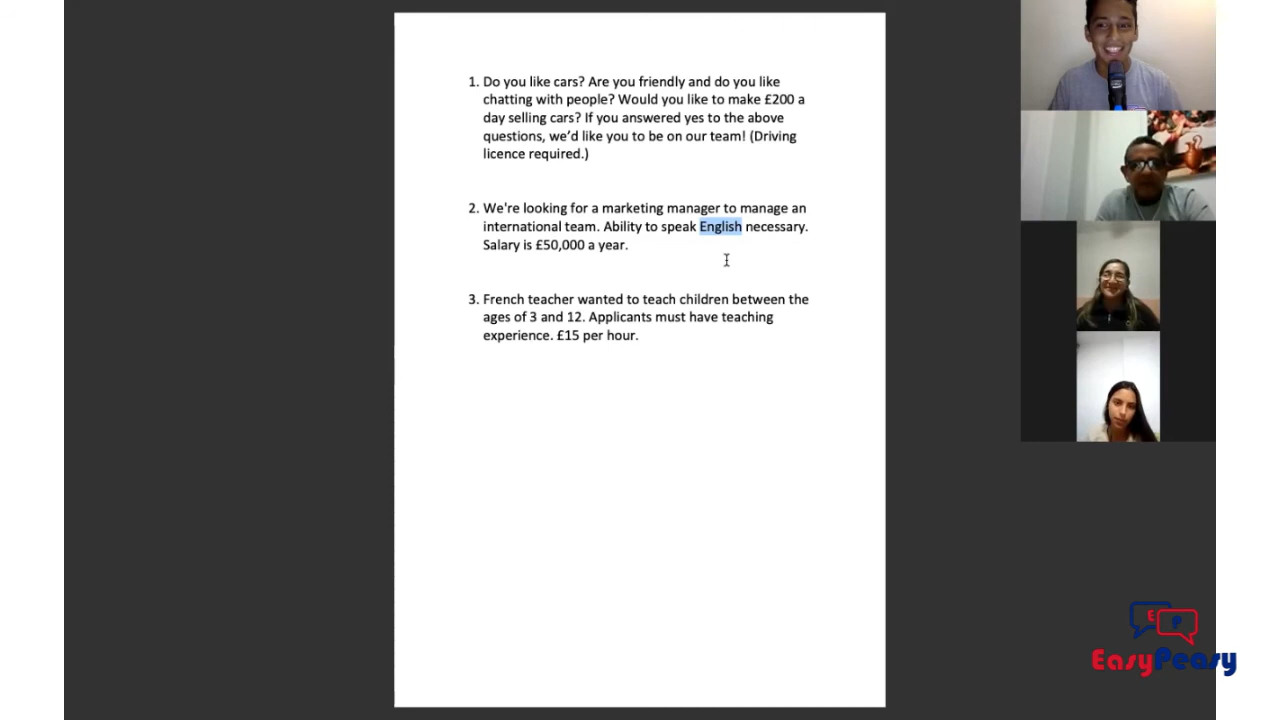 1. Do you like cars? Are you friendly and do you like
chatting with people? Would you like to make £200 a
day selling cars? If you answered yes to the above
questions, we’d like you to be on our team! (Driving
licence required.)
2. We're looking for a marketing manager to manage an
international team. Ability to speak English necessary.
Salary is £50,000 a year.
3. French teacher wanted to teach children between the
ages of 3 and 12. Applicants must have teaching
experience. £15 per hour.
E P
EasyPeasy